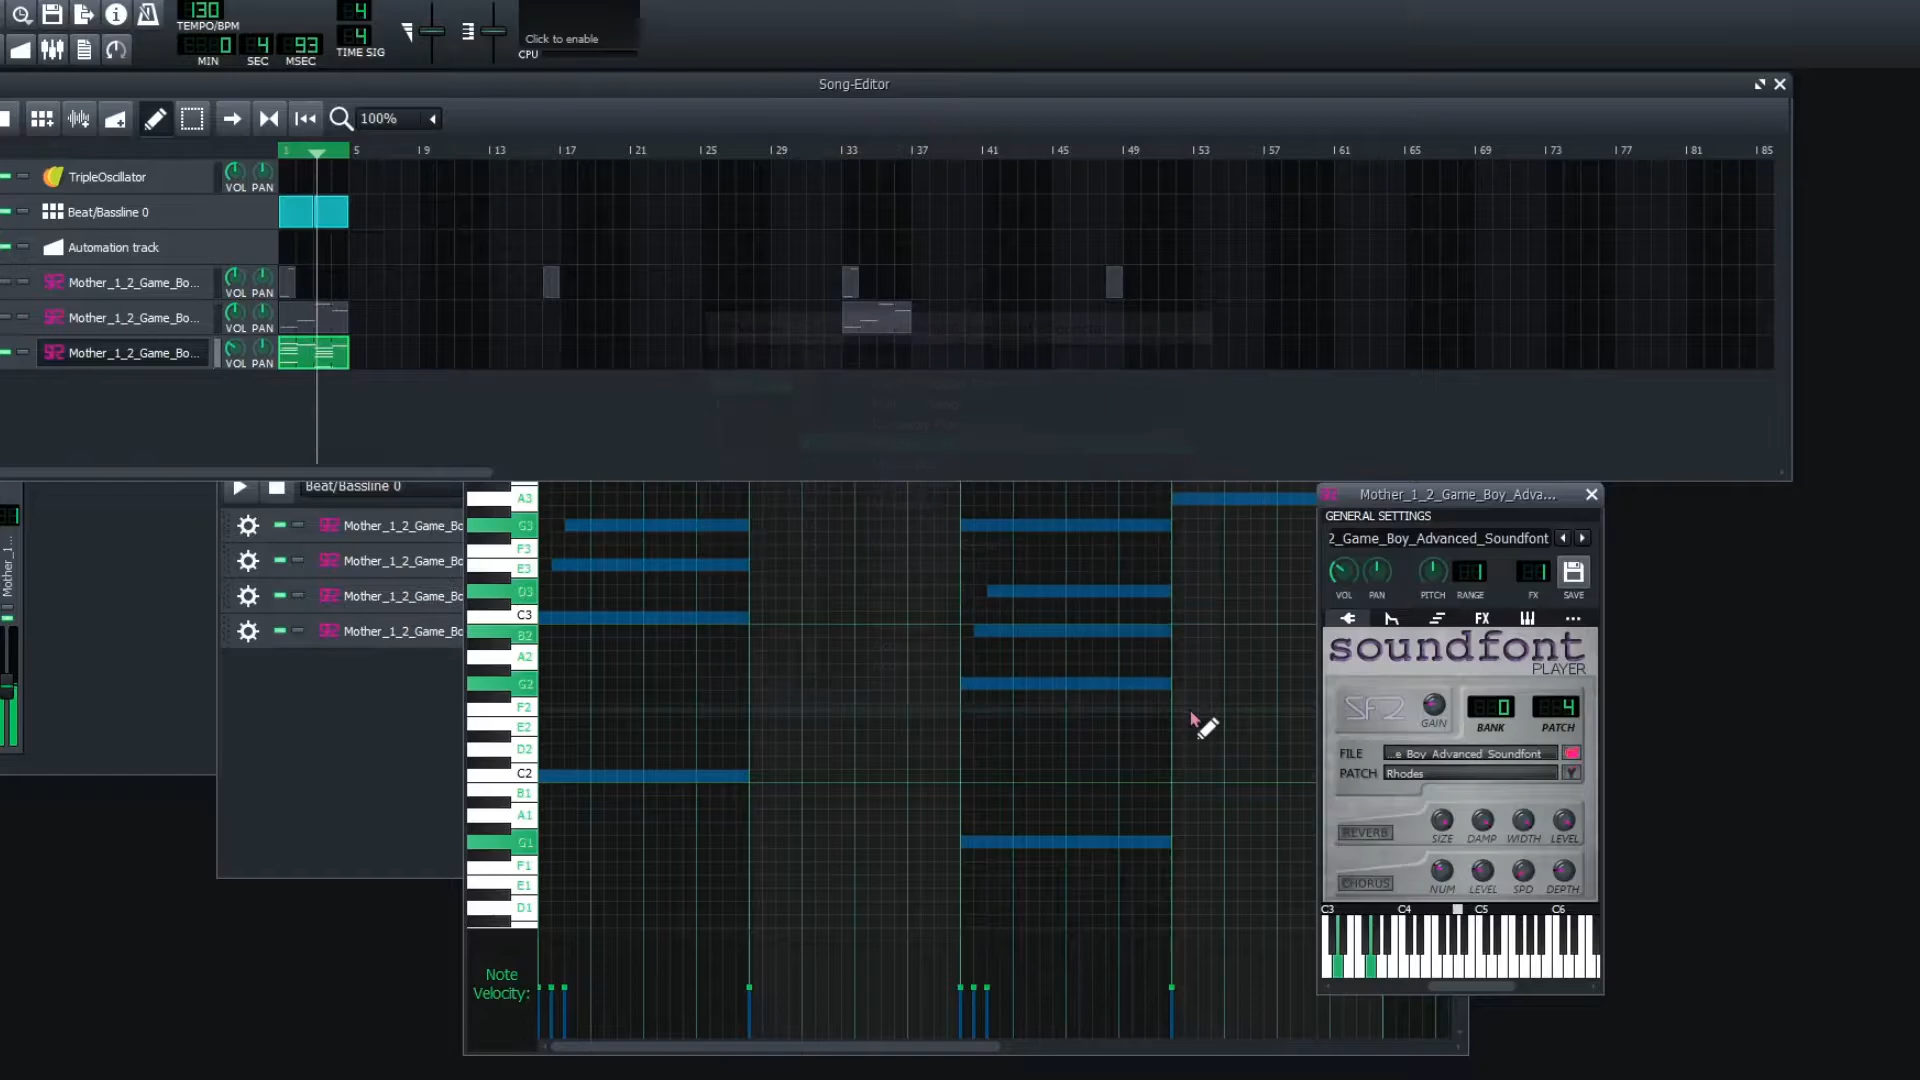 130
TEMPO/BPM
4
4
TIME SIG
0 4 93
MIN SEC MSEC
Click to enable
CPU
Song-Editor
100%
1 5 9 13 17 21 25 29 33 37 41 45 49 53 57 61 65 69 73 77 81 85
TripleOscillator
VOL PAN
Beat/Bassline 0
Automation track
Mother_1_2_Game_Bo...
VOL PAN
Mother_1_2_Game_Bo...
VOL PAN
Mother_1_2_Game_Bo...
VOL PAN
Beat/Bassline 0
Mother_1_2_Game_Bo
Mother_1_2_Game_Bo
Mother_1_2_Game_Bo
Mother_1_2_Game_Bo
Mother_1...
A3
G3
F3
E3
D3
C3
B2
A2
G2
F2
E2
D2
C2
B1
A1
G1
F1
E1
D1
Note
Velocity:
Mother_1_2_Game_Boy_Adva...
GENERAL SETTINGS
2_Game_Boy_Advanced_Soundfont
1 1
VOL PAN PITCH RANGE FX SAVE
FX
soundfont
PLAYER
SF2
GAIN
0 4
BANK PATCH
FILE ...e Boy Advanced Soundfont
PATCH Rhodes
REVERB
SIZE DAMP WIDTH LEVEL
CHORUS
NUM LEVEL SPD DEPTH
C3 C4 C5 C6